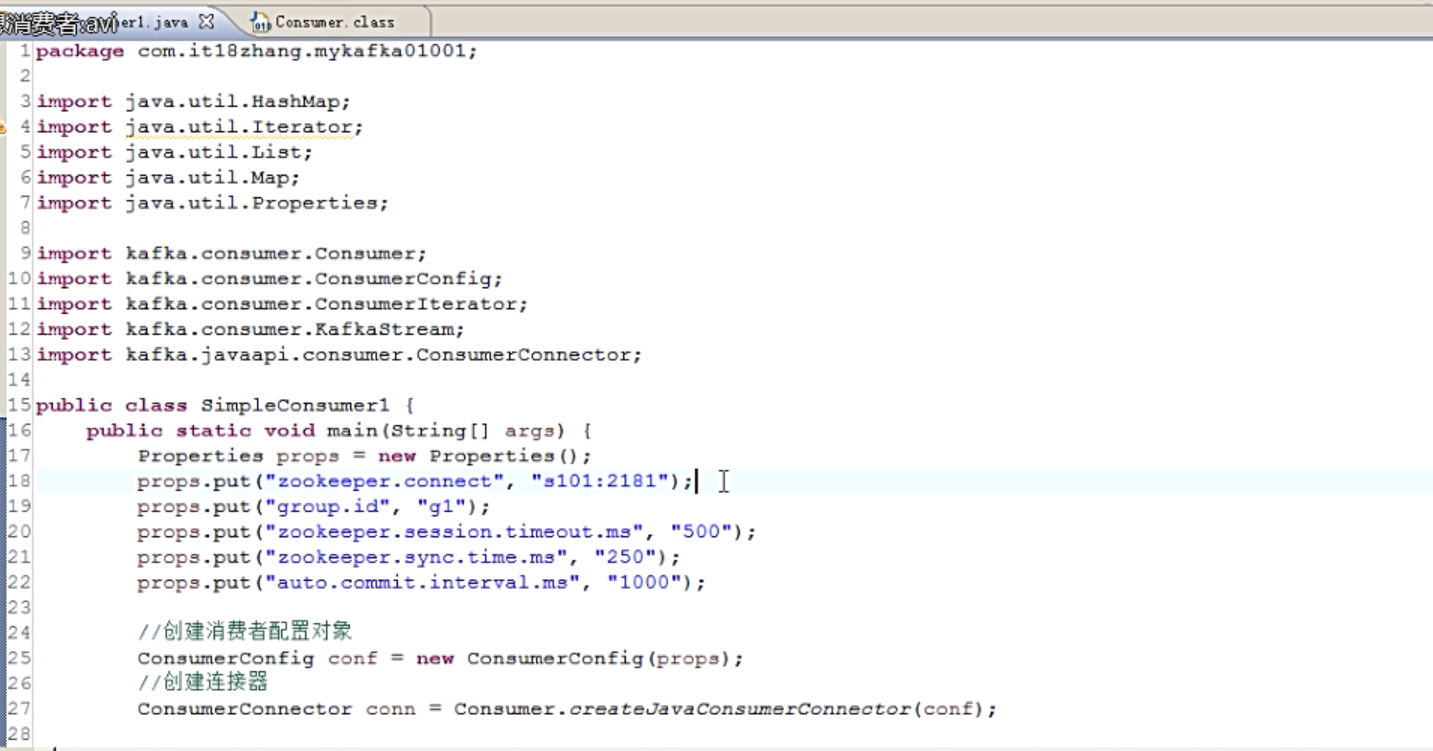 消费者.avi er1.java Consumer.class
1 package com.it18zhang.mykafka01001;
2
3 import java.util.HashMap;
4 import java.util.Iterator;
5 import java.util.List;
6 import java.util.Map;
7 import java.util.Properties;
8
9 import kafka.consumer.Consumer;
10 import kafka.consumer.ConsumerConfig;
11 import kafka.consumer.ConsumerIterator;
12 import kafka.consumer.KafkaStream;
13 import kafka.javaapi.consumer.ConsumerConnector;
14
15 public class SimpleConsumer1 {
16     public static void main(String[] args) {
17         Properties props = new Properties();
18         props.put("zookeeper.connect", "s101:2181");
19         props.put("group.id", "g1");
20         props.put("zookeeper.session.timeout.ms", "500");
21         props.put("zookeeper.sync.time.ms", "250");
22         props.put("auto.commit.interval.ms", "1000");
23
24         //创建消费者配置对象
25         ConsumerConfig conf = new ConsumerConfig(props);
26         //创建连接器
27         ConsumerConnector conn = Consumer.createJavaConsumerConnector(conf);
28